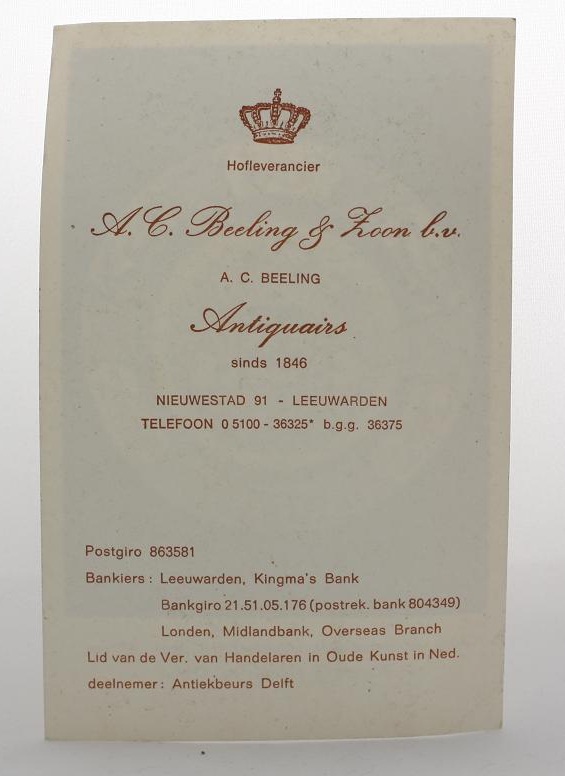 Hofleverancier
A. C. Beeling & Zoon b.v.
A. C. BEELING
Antiquairs
sinds 1846
NIEUWESTAD 91 - LEEUWARDEN
TELEFOON 0 5100 - 36325* b.g.g. 36375
Postgiro 863581
Bankiers : Leeuwarden, Kingma's Bank
Bankgiro 21.51.05.176 (postrek. bank 804349)
Londen, Midlandbank, Overseas Branch
Lid van de Ver. van Handelaren in Oude Kunst in Ned.
deelnemer : Antiekbeurs Delft